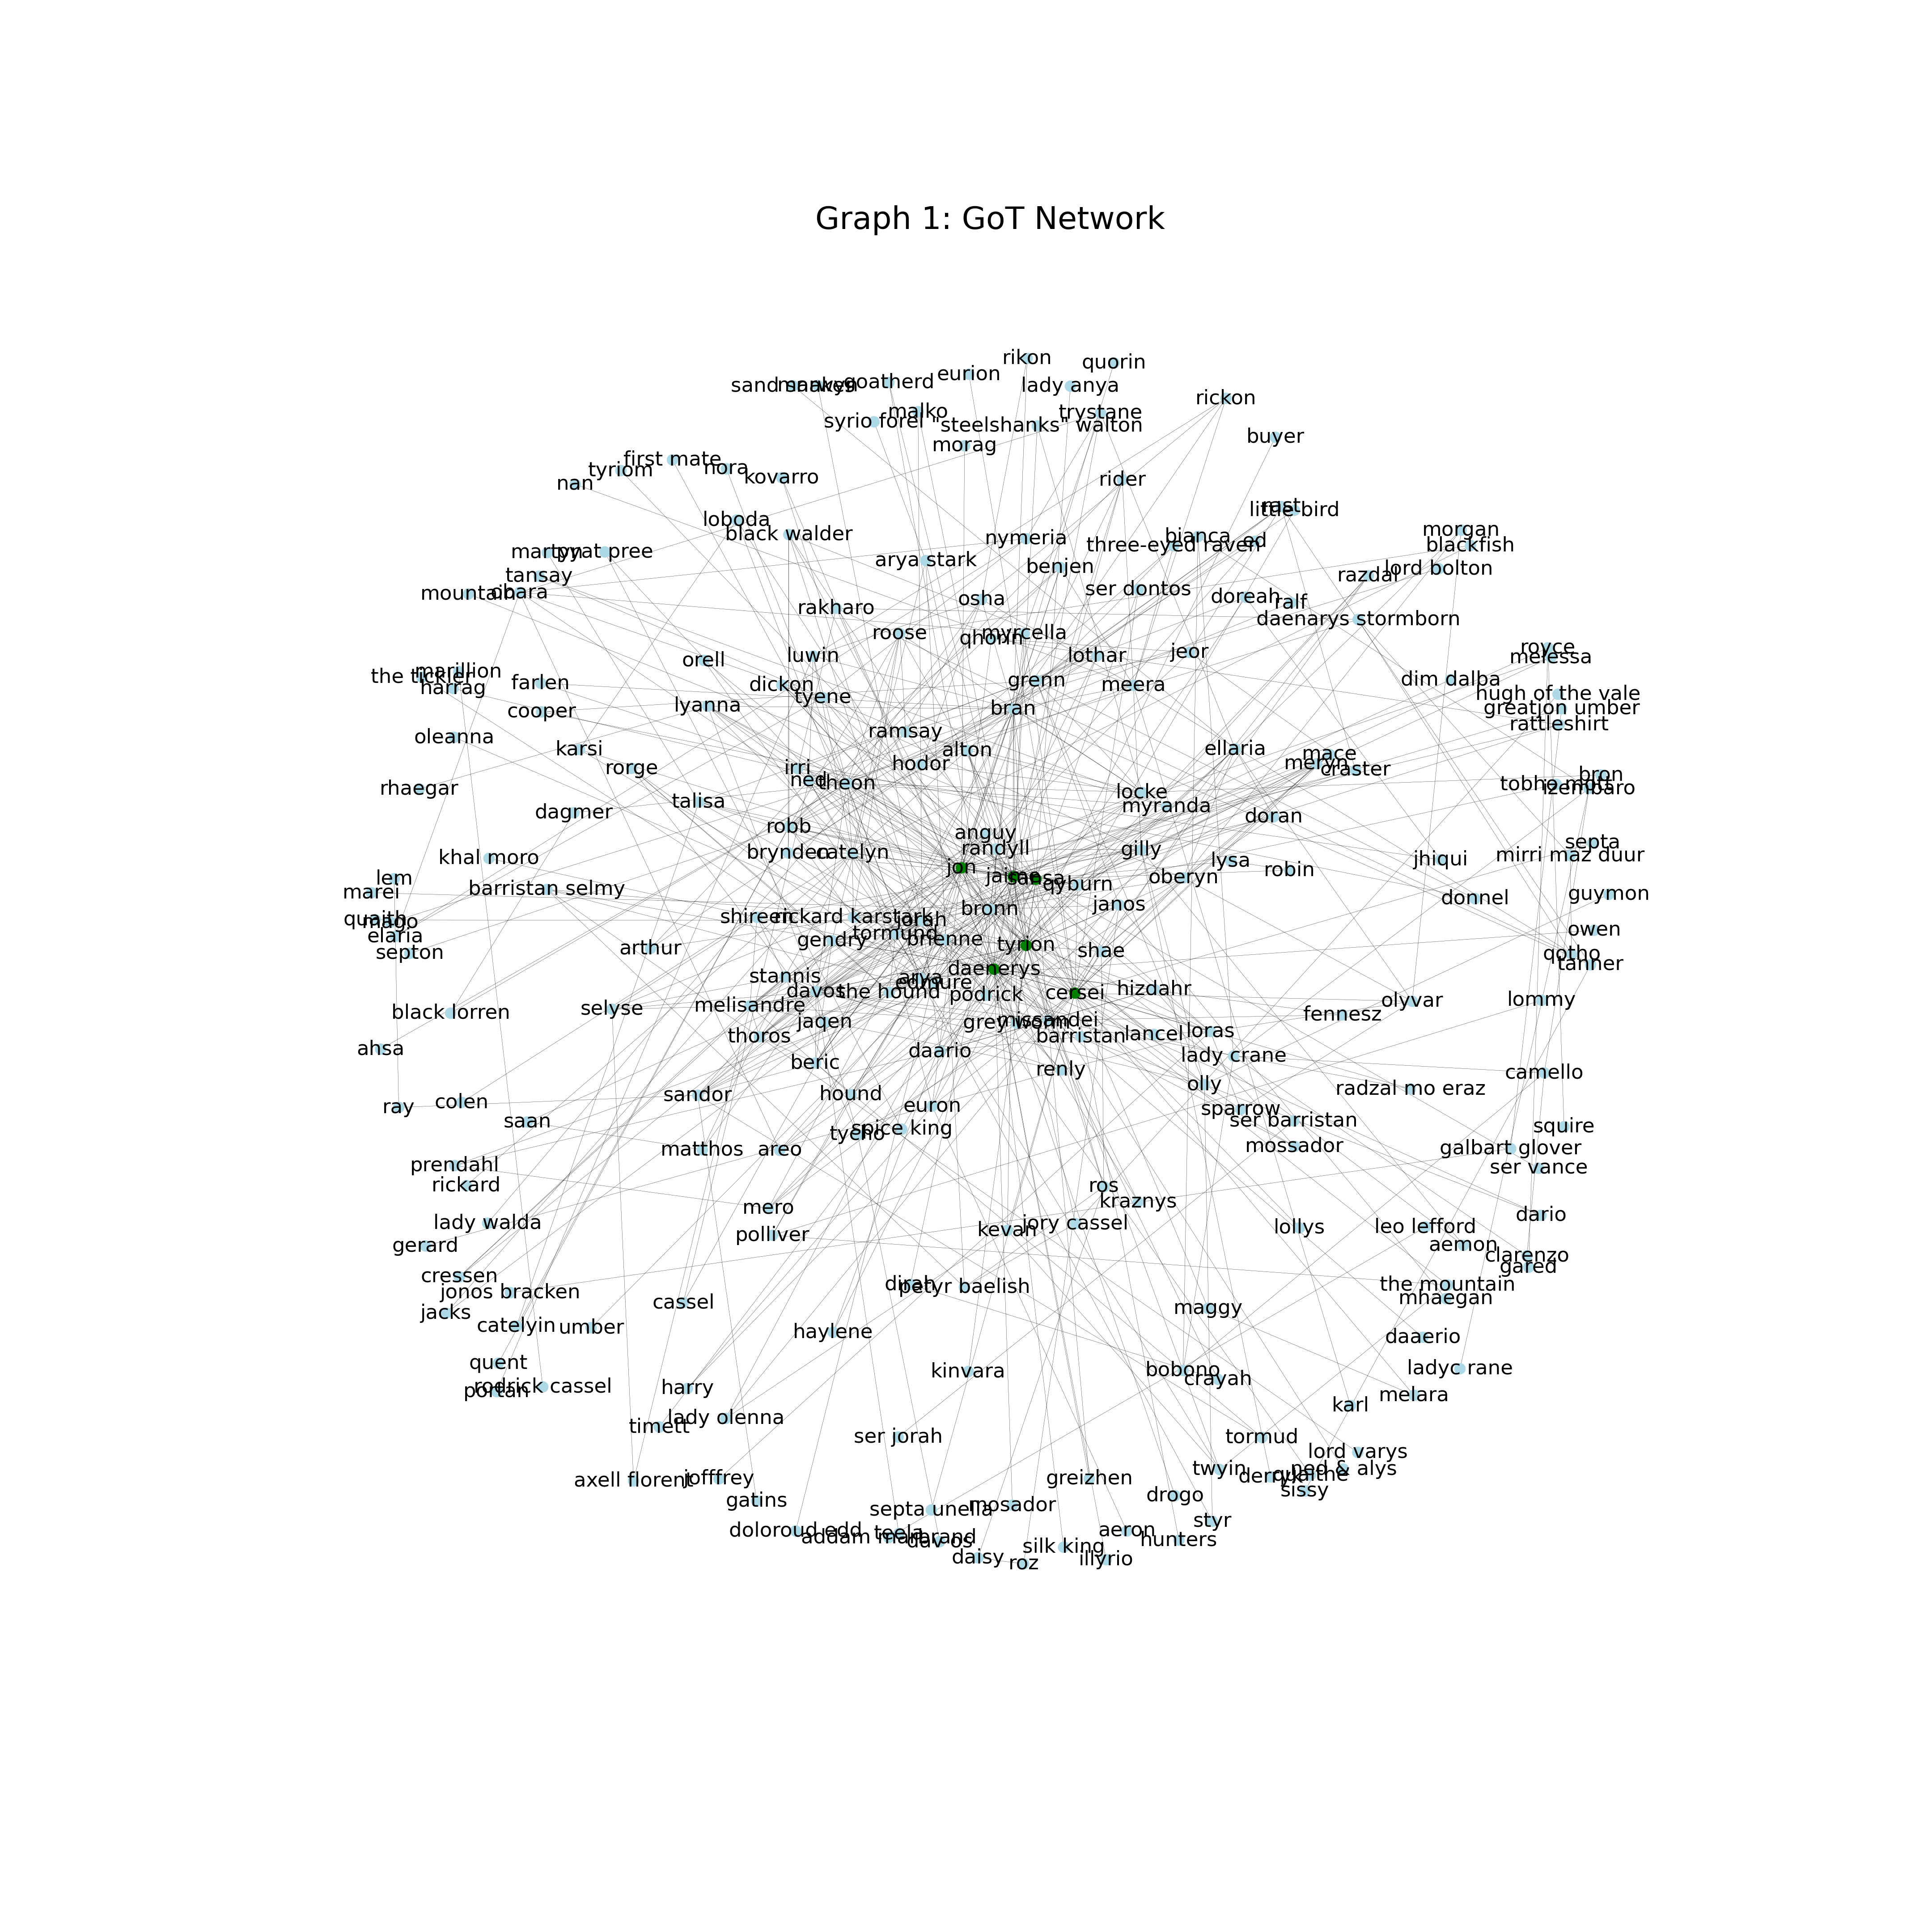 Graph 1: GoT Network
rikon
quorin
eurion
lady anya
goatherd
rickon
malko
trystane
syrio forel
"steelshanks" walton
buyer
morag
first mate
nora
tyriom
kovarro
rider
nan
rast
little bird
loboda
black walder
bianca
nymeria
three-eyed raven
ed
morgan
blackfish
martyn
pyat pree
arya stark
benjen
lord bolton
razdal
tansay
mountain
obara
osha
ser dontos
doreah
ralf
rakharo
daenarys stormborn
roose
qhorin
myrcella
royce
melessa
orell
luwin
lothar
jeor
marillion
the tickler
harrag
farlen
dickon
tyene
grenn
meera
dim dalba
hugh of the vale
cooper
lyanna
bran
greatjon umber
rattleshirt
oleanna
karsi
ramsay
alton
ellaria
mace
meryn
craster
rorge
irri
ned
theon
hodor
rhaegar
bron
tobho mott
izembaro
locke
myranda
dagmer
talisa
robb
anguy
doran
randyll
brynden
catelyn
gilly
lysa
robin
jhiqui
septa
mirri maz duur
khal moro
jon
jaime
sansa
qyburn
oberyn
lem
marei
barristan selmy
donnel
guymon
quaith
mago
elaria
septon
shireen
rickard karstark
jorah
bronn
janos
tormund
gendry
brienne
tyrion
shae
arthur
owen
qotho
tanner
stannis
arya
edmure
daenerys
davos
the hound
podrick
cersei
hizdahr
melisandre
selyse
black lorren
olyvar
lommy
fennesz
jaqen
grey worm
missandei
barristan
lancel
loras
thoros
ahsa
beric
daario
renly
lady crane
camello
sandor
hound
euron
olly
radzal mo eraz
ray
colen
saan
sparrow
ser barristan
squire
tycho
spice king
matthos
areo
mossador
galbart glover
ser vance
prendahl
rickard
ros
kraznys
mero
polliver
kevan
jory cassel
lollys
leo lefford
dario
lady walda
gerard
aemon
clarenzo
gared
cressen
jonos bracken
dirah
petyr baelish
the mountain
mhaegan
jacks
cassel
maggy
catelyin
umber
haylene
daaerio
quent
portan
rodrick cassel
kinvara
bobono
crayah
ladyc rane
harry
melara
karl
lady olenna
timett
ser jorah
tormud
lord varys
axell florent
jofffrey
greizhen
twyin
ned & alys
derryk
quaithe
sissy
gatins
septa unella
mosador
drogo
doloroud edd
addam marbrand
teela
dav os
aeron
styr
hunters
daisy
roz
silk king
illyrio